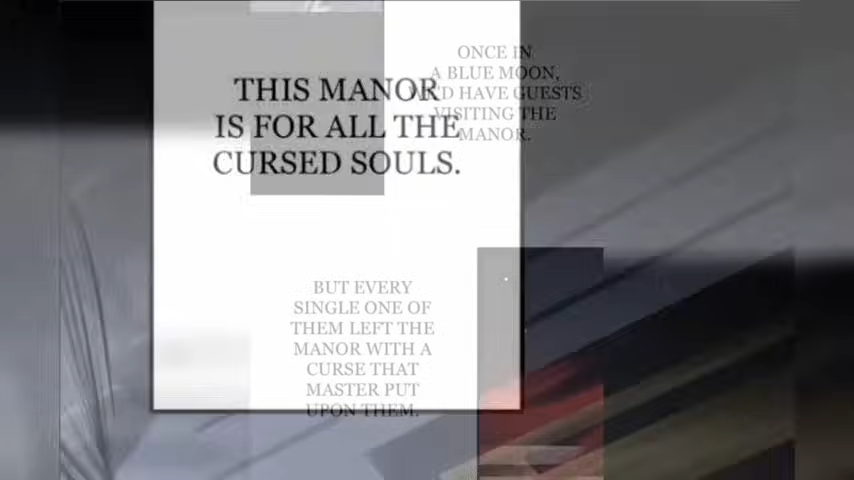 THIS MANOR
IS FOR ALL THE
CURSED SOULS.
ONCE IN
A BLUE MOON,
WE'D HAVE GUESTS
VISITING THE
MANOR.
BUT EVERY
SINGLE ONE OF
THEM LEFT THE
MANOR WITH A
CURSE THAT
MASTER PUT
UPON THEM.